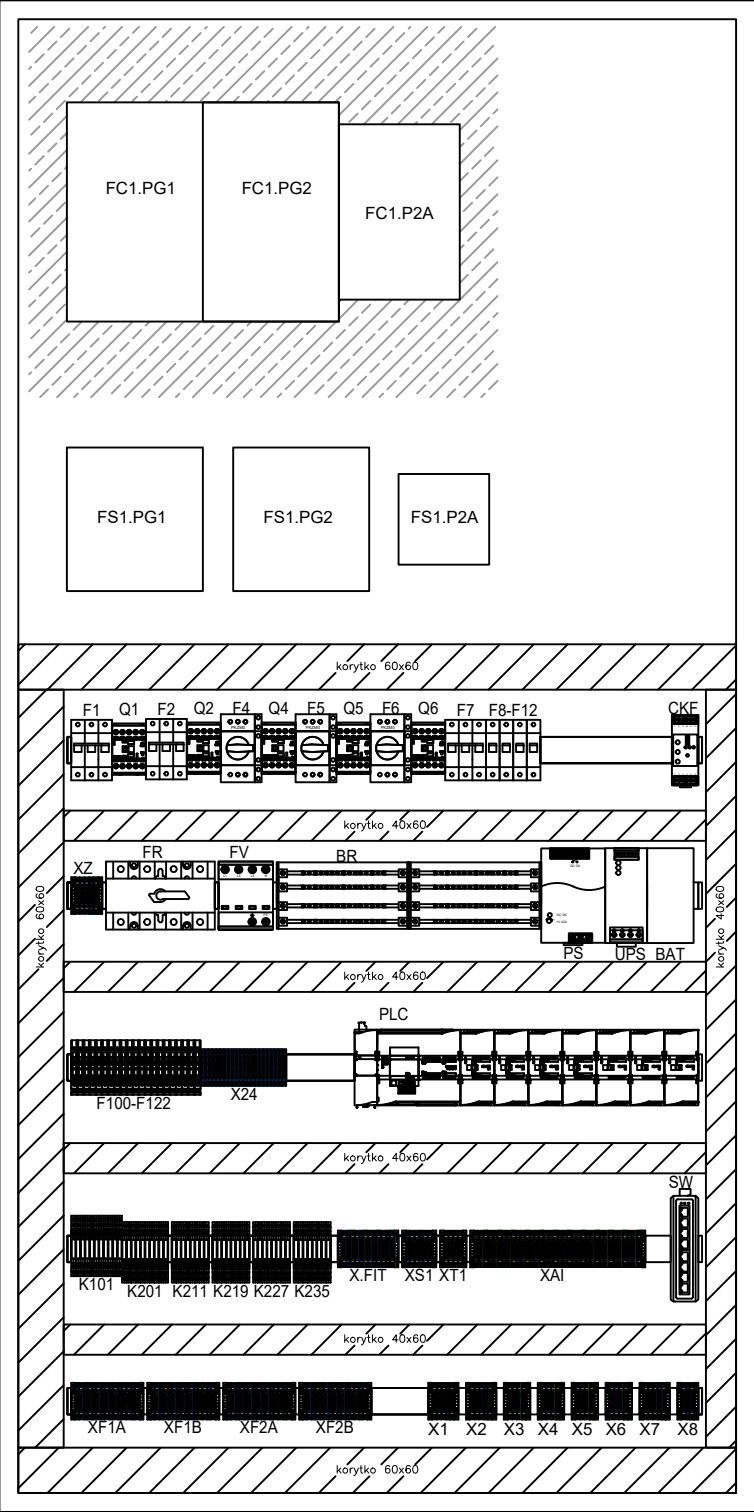 FC1.PG1
FC1.PG2
FC1.P2A
FS1.PG1
FS1.PG2
FS1.P2A
korytko 60x60
F1
Q1
F2
Q2
F4
Q4
F5
Q5
F6
Q6
F7
F8-F12
CKF
korytko 40x60
XZ
FR
FV
BR
PS
UPS
BAT
korytko 60x60
korytko 40x60
korytko 40x60
PLC
F100-F122
X24
korytko 40x60
SW
K101
K201
K211
K219
K227
K235
X.FIT
XS1
XT1
XAI
korytko 40x60
XF1A
XF1B
XF2A
XF2B
X1
X2
X3
X4
X5
X6
X7
X8
korytko 60x60